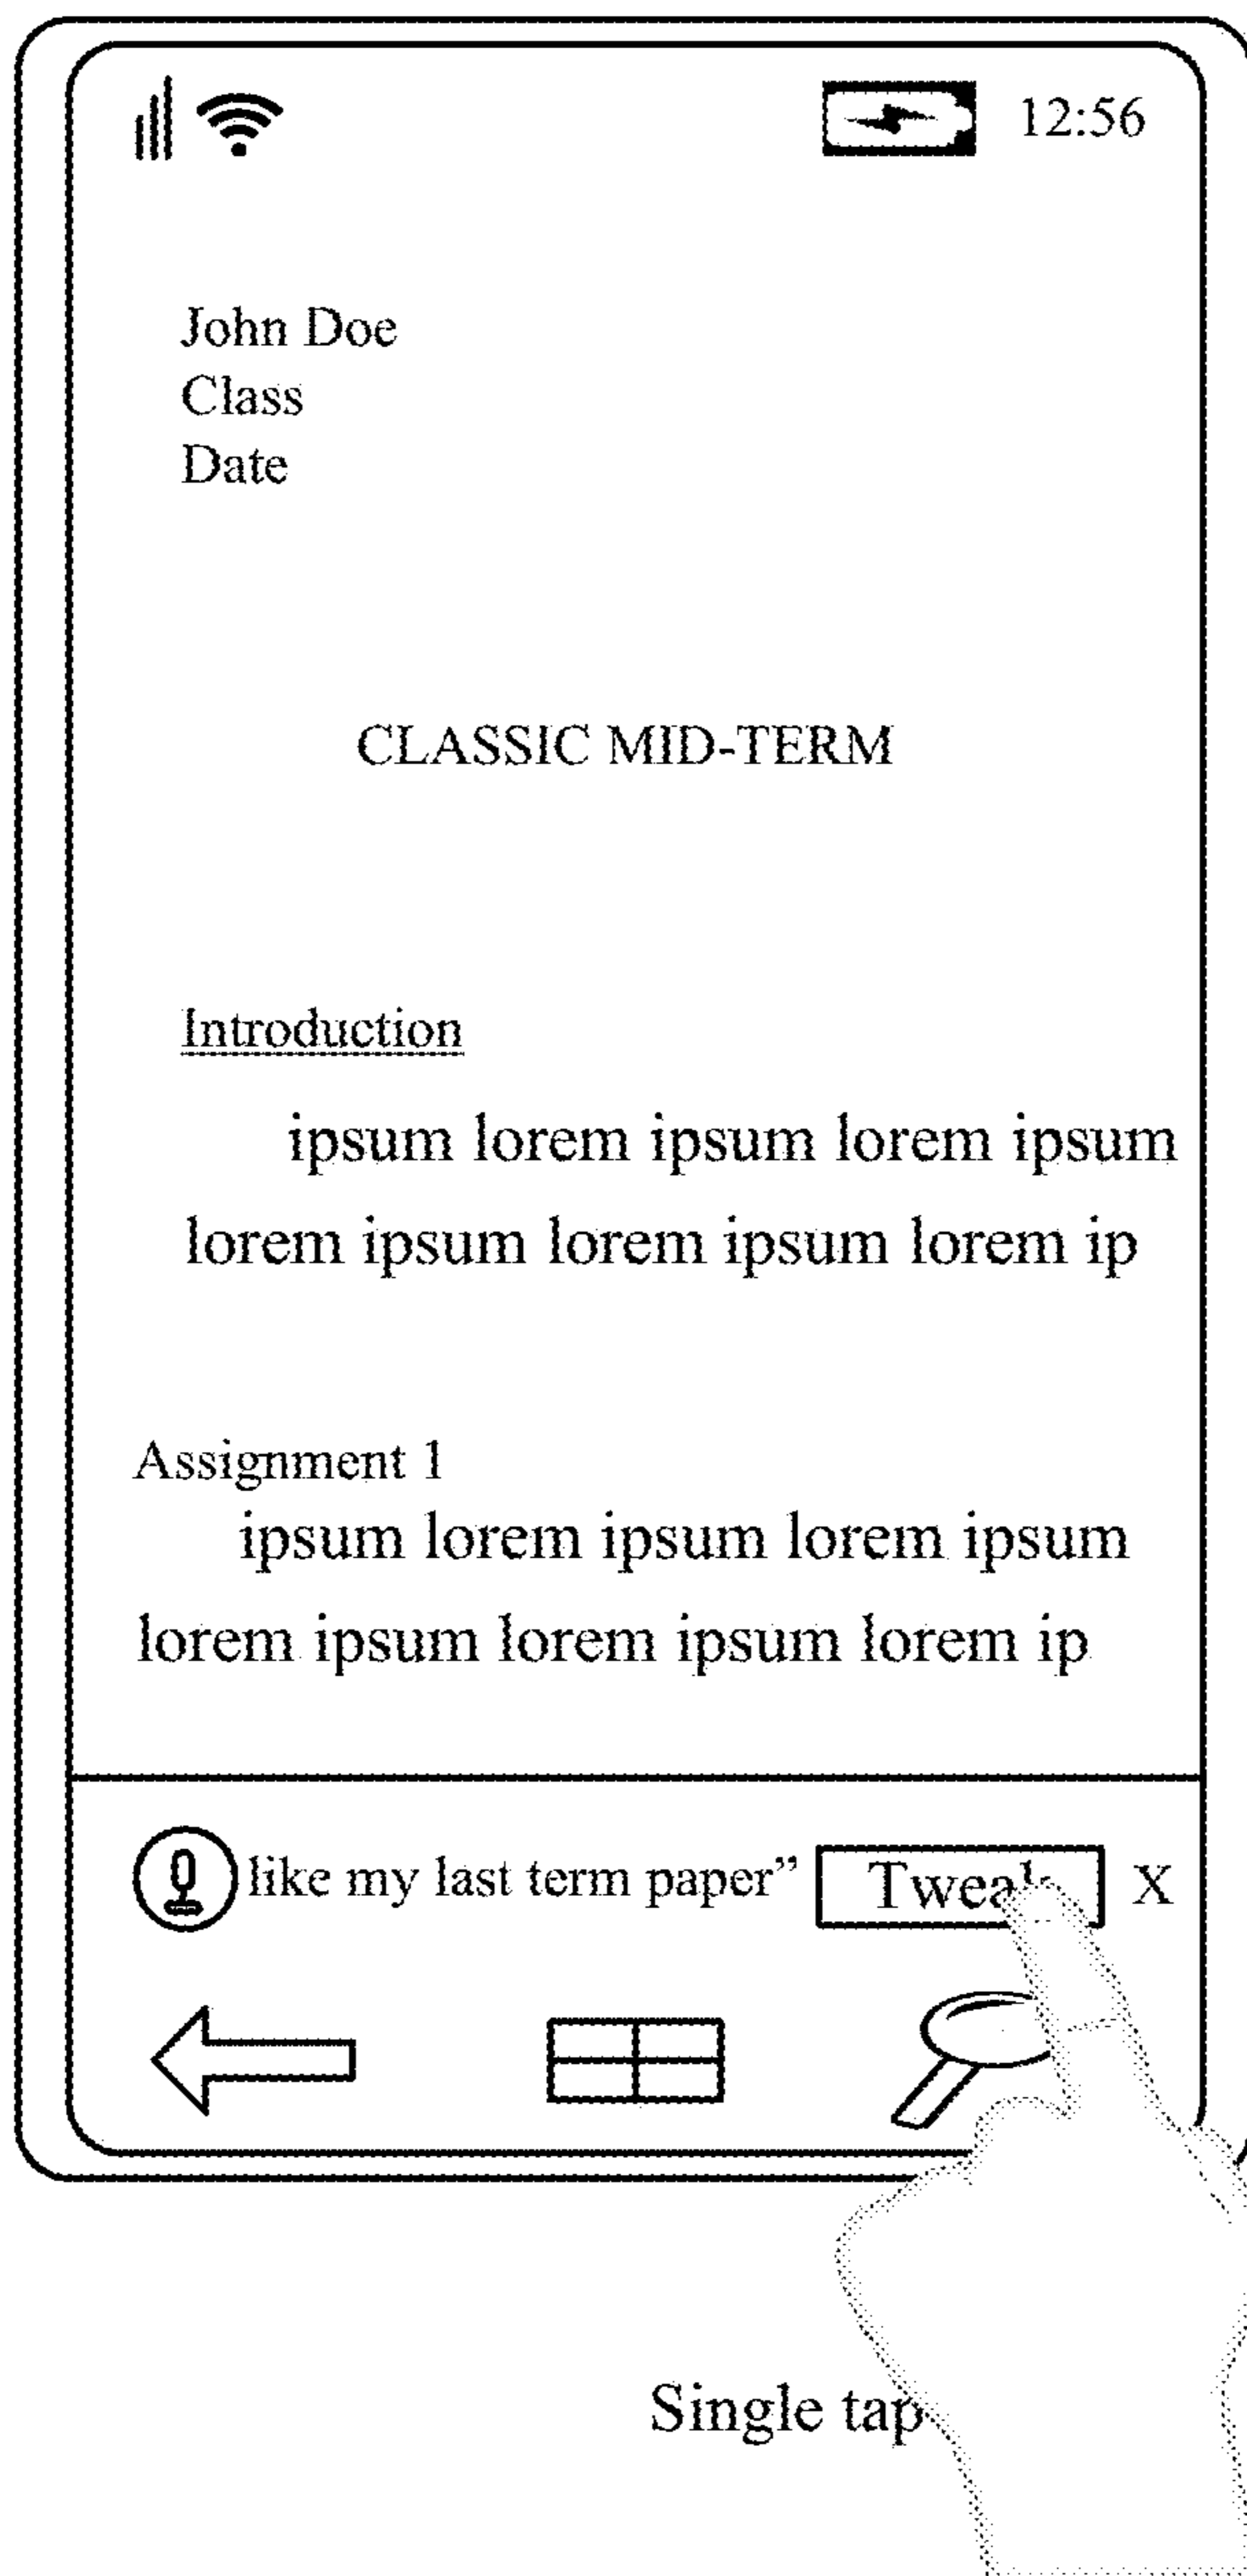 12:56
John Doe
Class
Date
CLASSIC MID-TERM
Introduction
ipsum lorem ipsum lorem ipsum
lorem ipsum lorem ipsum lorem ip
Assignment 1
ipsum lorem ipsum lorem ipsum
lorem ipsum lorem ipsum lorem ip
like my last term paper” Tweak X
Single tap